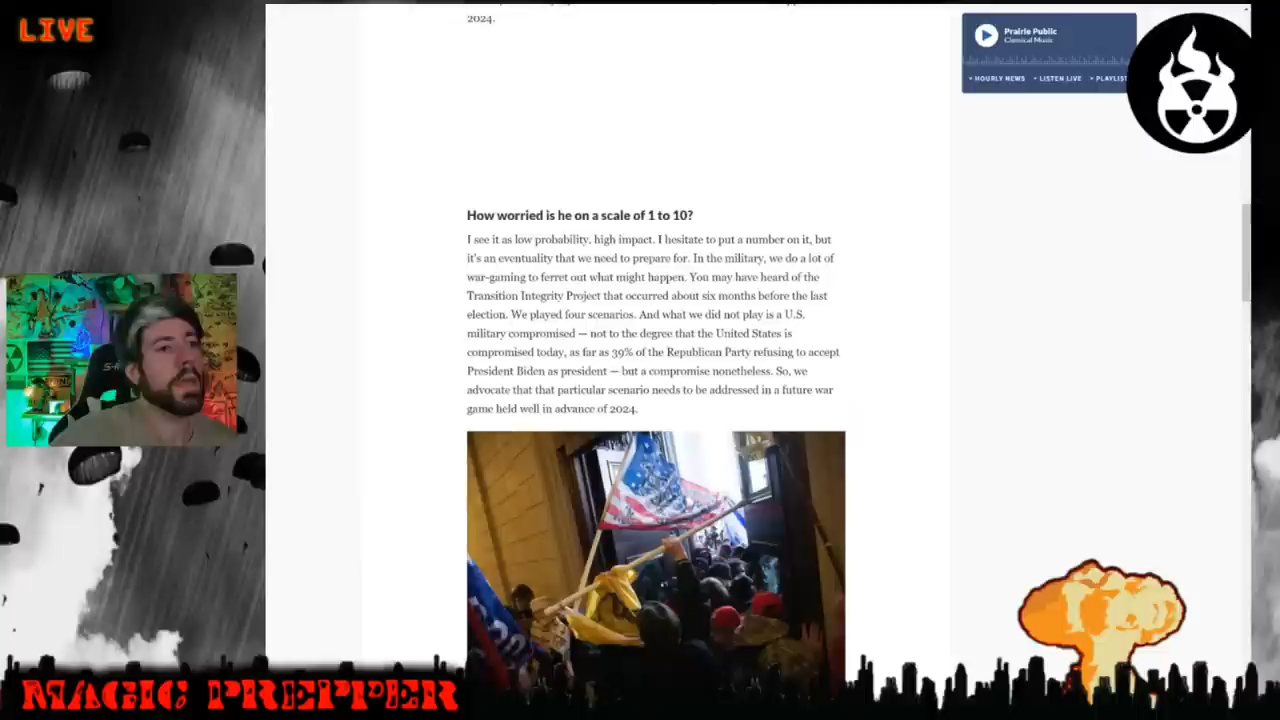 LIVE
2024.
Prairie Public
Classical Music
HOURLY NEWS
LISTEN LIVE
PLAYLIST
How worried is he on a scale of 1 to 10?
I see it as low probability, high impact. I hesitate to put a number on it, but
it's an eventuality that we need to prepare for. In the military, we do a lot of
war-gaming to ferret out what might happen. You may have heard of the
Transition Integrity Project that occurred about six months before the last
election. We played four scenarios. And what we did not play is a U.S.
military compromised — not to the degree that the United States is
compromised today, as far as 39% of the Republican Party refusing to accept
President Biden as president — but a compromise nonetheless. So, we
advocate that that particular scenario needs to be addressed in a future war
game held well in advance of 2024.
MAGIC PREPPER